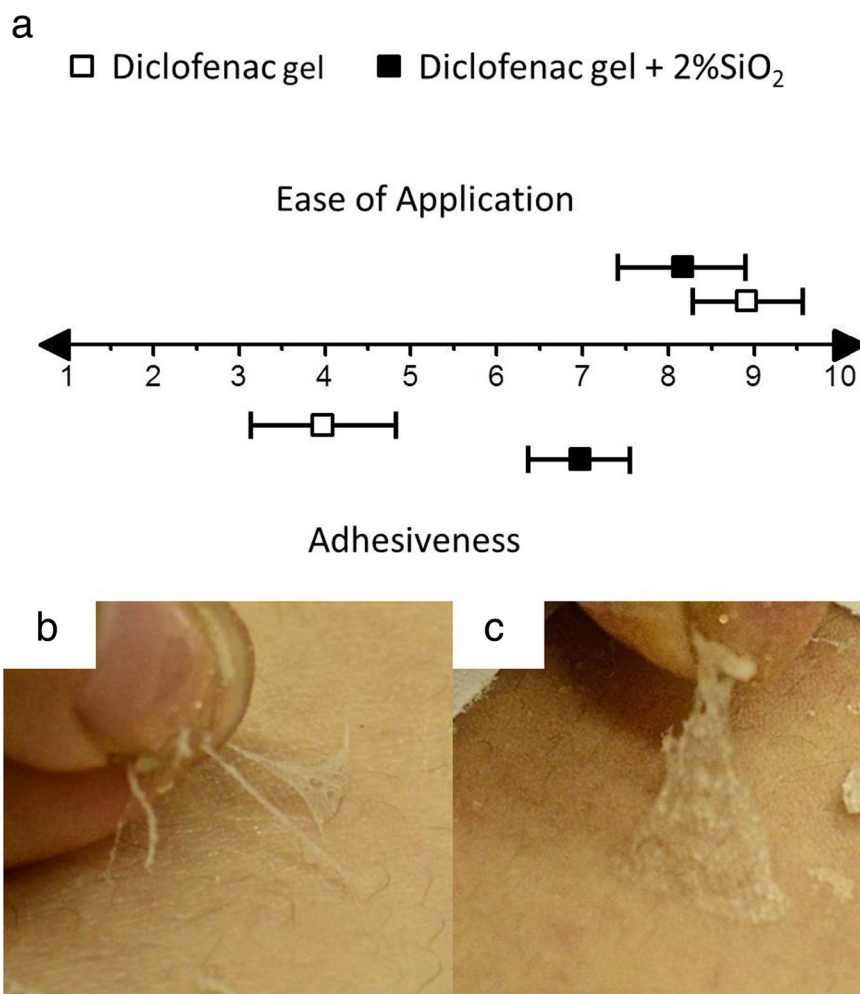 a
Diclofenac gel Diclofenac gel + 2%SiO₂
Ease of Application
1 2 3 4 5 6 7 8 9 10
Adhesiveness
b c